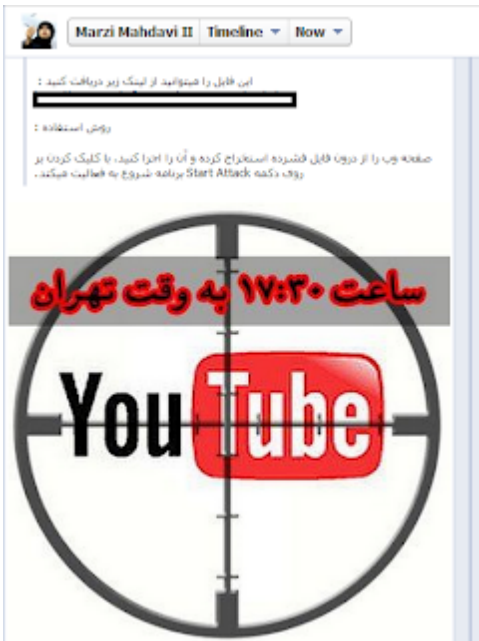 Marzi Mahdavi II Timeline Now
این فایل را میتوانید از لینک زیر دریافت کنید :
روش استفاده :
صفحه وب را از درون فایل فشرده استخراج کرده و آن را اجرا کنید، با کلیک کردن بر
روی دکمه Start Attack برنامه شروع به فعالیت میکند.
ساعت ۱۷:۳۰ به وقت تهران
YouTube